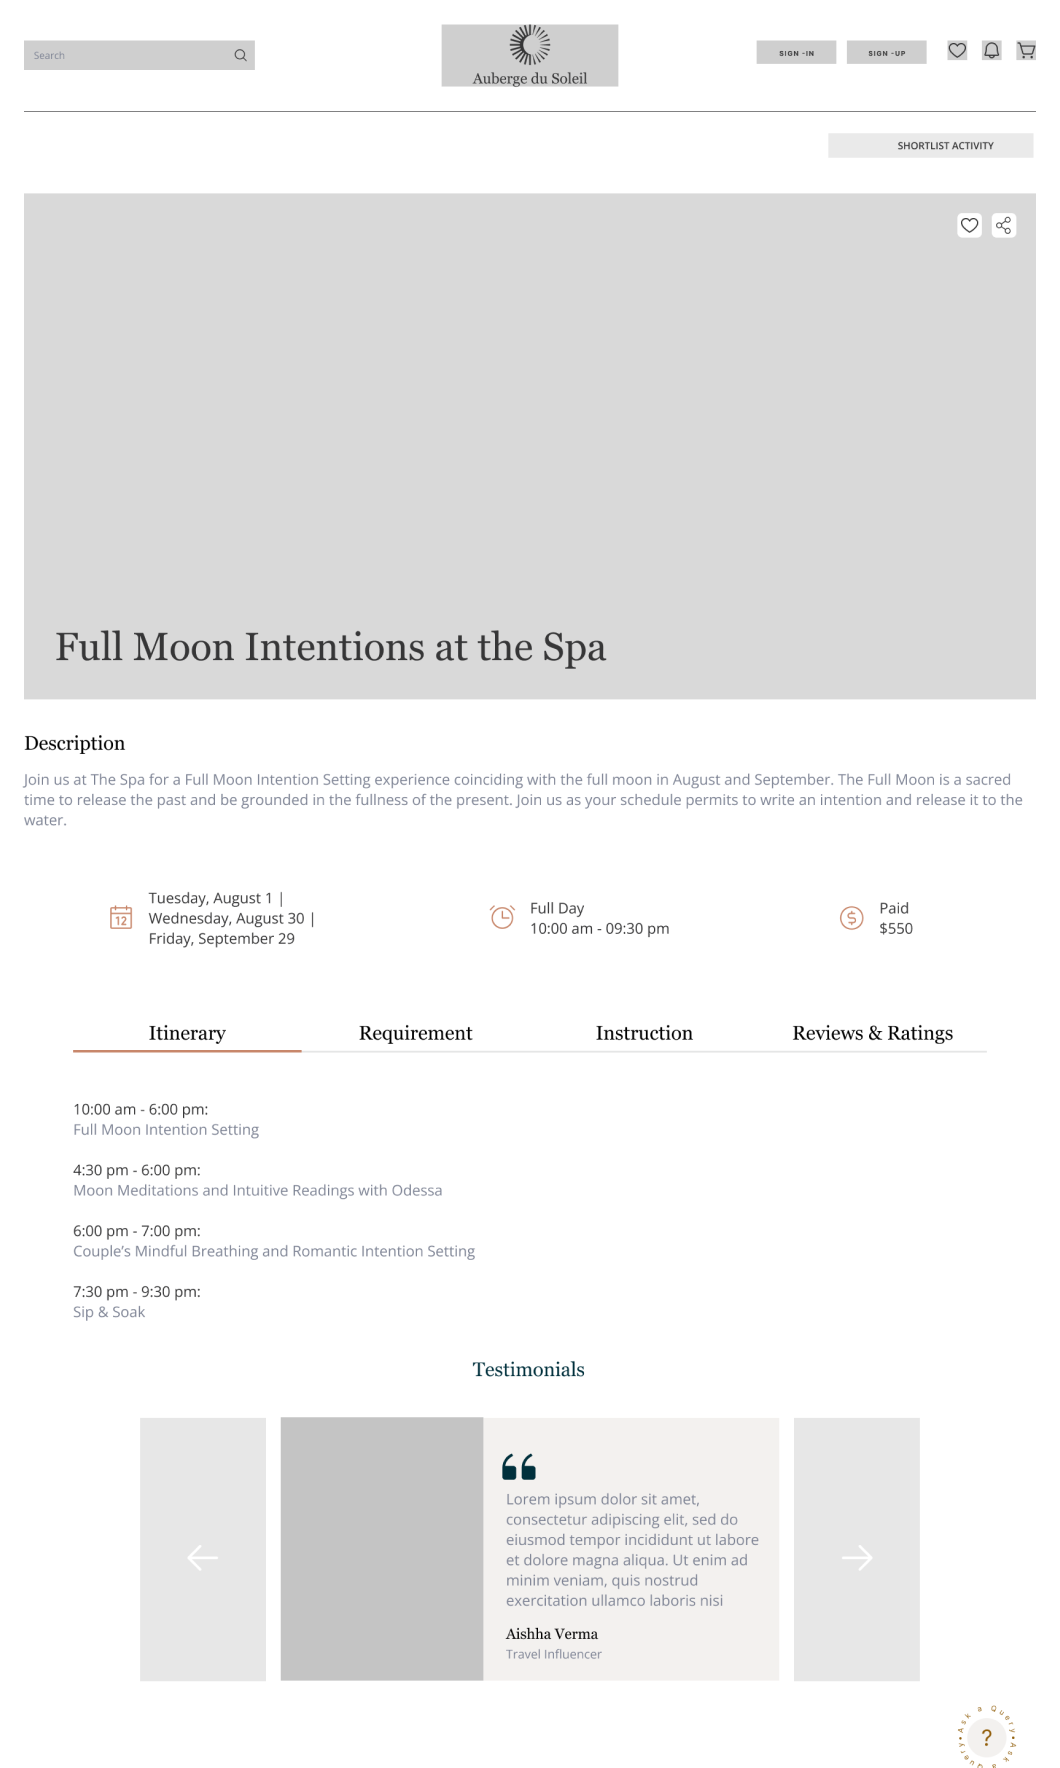 Search
Auberge du Soleil
SIGN -IN
SIGN -UP
SHORTLIST ACTIVITY
Full Moon Intentions at the Spa
Description
Join us at The Spa for a Full Moon Intention Setting experience coinciding with the full moon in August and September. The Full Moon is a sacred
time to release the past and be grounded in the fullness of the present. Join us as your schedule permits to write an intention and release it to the
water.
12
Tuesday, August 1 |
Wednesday, August 30 |
Friday, September 29
Full Day
10:00 am - 09:30 pm
$
Paid
$550
Itinerary
Requirement
Instruction
Reviews & Ratings
10:00 am - 6:00 pm:
Full Moon Intention Setting
4:30 pm - 6:00 pm:
Moon Meditations and Intuitive Readings with Odessa
6:00 pm - 7:00 pm:
Couple’s Mindful Breathing and Romantic Intention Setting
7:30 pm - 9:30 pm:
Sip & Soak
Testimonials
Lorem ipsum dolor sit amet,
consectetur adipiscing elit, sed do
eiusmod tempor incididunt ut labore
et dolore magna aliqua. Ut enim ad
minim veniam, quis nostrud
exercitation ullamco laboris nisi
Aishha Verma
Travel Influencer
Ask a Query • Ask a Query •
?